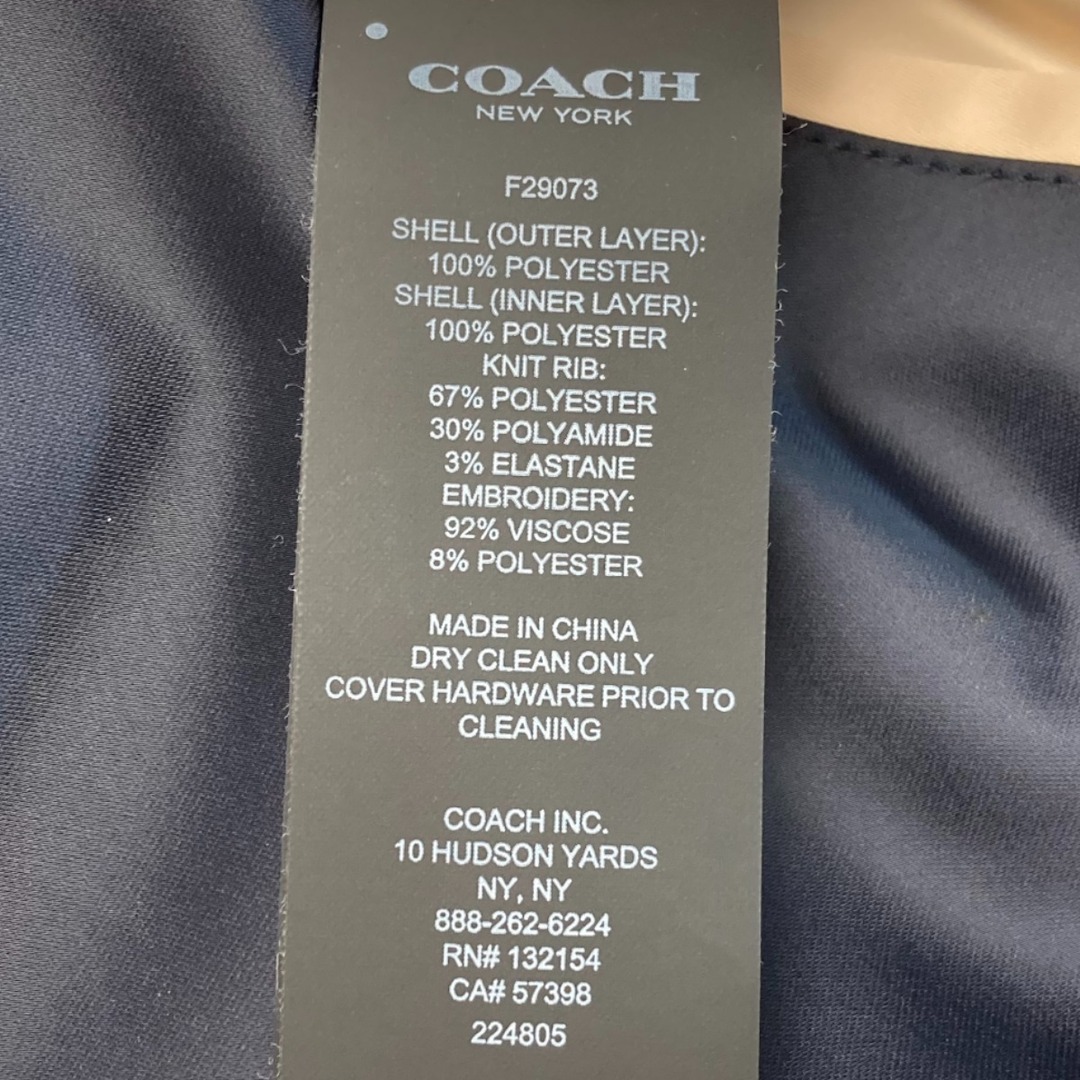 COACH
NEW YORK
F29073
SHELL (OUTER LAYER):
100% POLYESTER
SHELL (INNER LAYER):
100% POLYESTER
KNIT RIB:
67% POLYESTER
30% POLYAMIDE
3% ELASTANE
EMBROIDERY:
92% VISCOSE
8% POLYESTER
MADE IN CHINA
DRY CLEAN ONLY
COVER HARDWARE PRIOR TO
CLEANING
COACH INC.
10 HUDSON YARDS
NY, NY
888-262-6224
RN# 132154
CA# 57398
224805